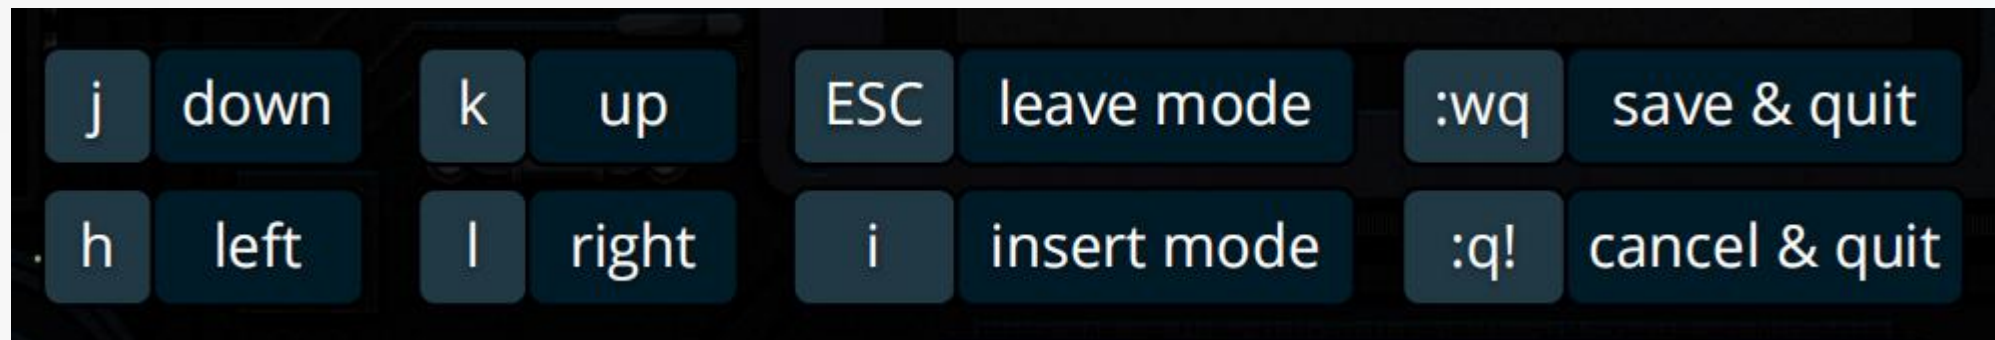 j down k up ESC leave mode :wq save & quit
h left l right i insert mode :q! cancel & quit